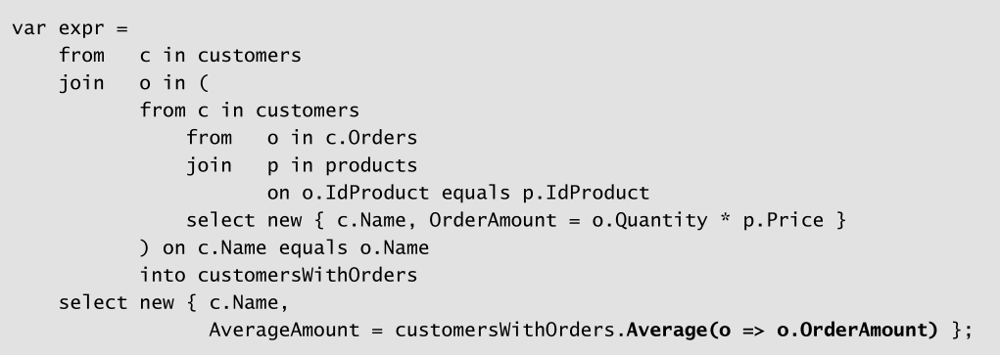 var expr =
    from   c in customers
    join   o in (
           from c in customers
               from   o in c.Orders
               join   p in products
                      on o.IdProduct equals p.IdProduct
               select new { c.Name, OrderAmount = o.Quantity * p.Price }
           ) on c.Name equals o.Name
           into customersWithOrders
    select new { c.Name,
                 AverageAmount = customersWithOrders.Average(o => o.OrderAmount) };